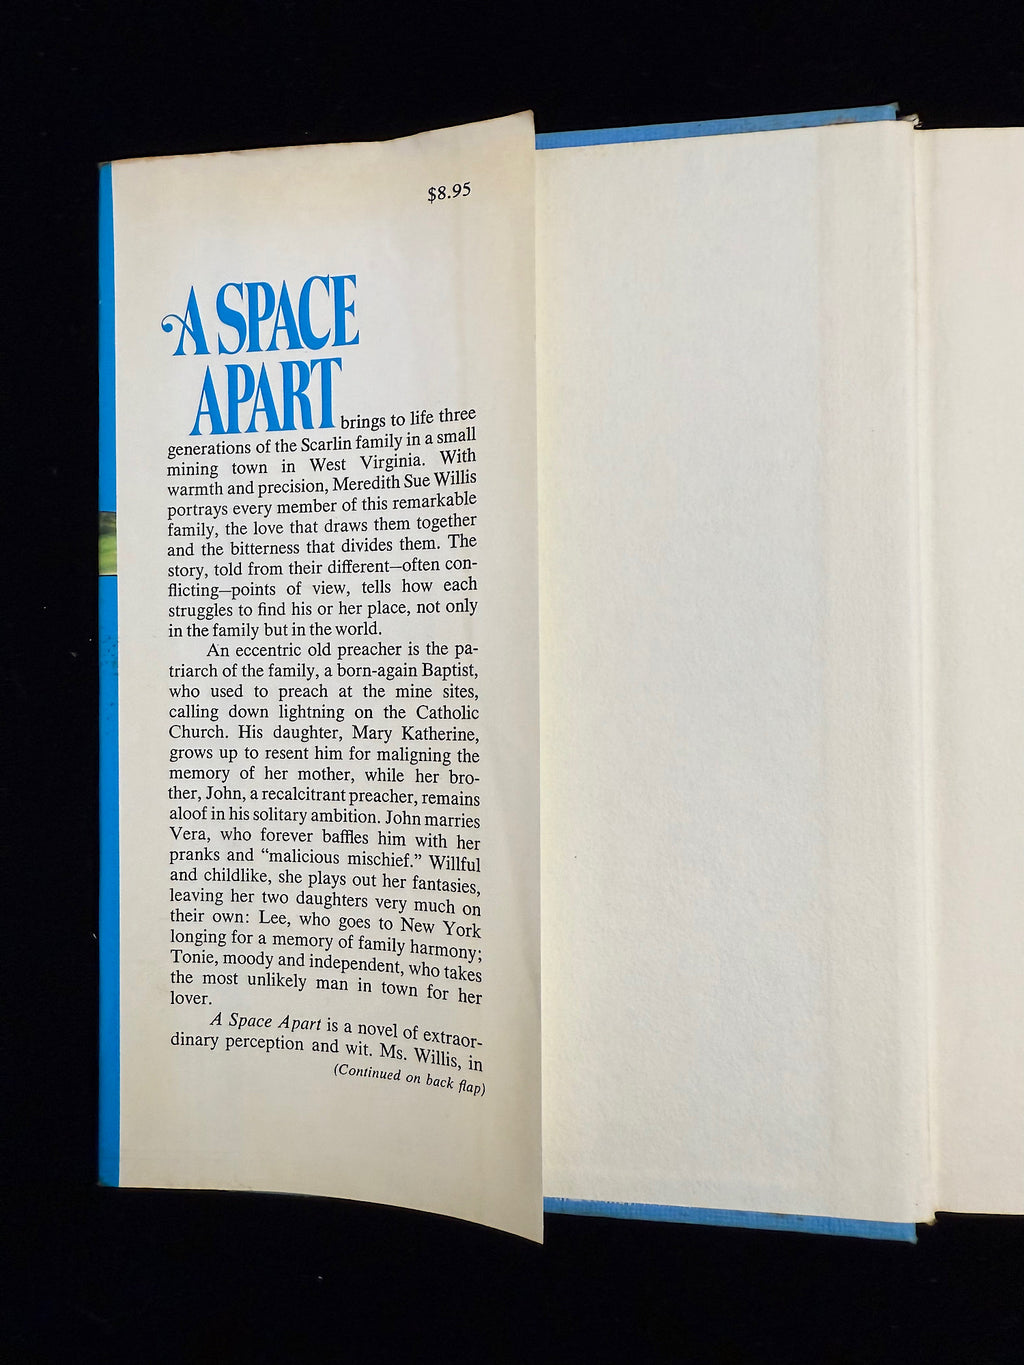 $8.95
A SPACE
APART brings to life three
generations of the Scarlin family in a small
mining town in West Virginia. With
warmth and precision, Meredith Sue Willis
portrays every member of this remarkable
family, the love that draws them together
and the bitterness that divides them. The
story, told from their different—often con-
flicting—points of view, tells how each
struggles to find his or her place, not only
in the family but in the world.
An eccentric old preacher is the pa-
triarch of the family, a born-again Baptist,
who used to preach at the mine sites,
calling down lightning on the Catholic
Church. His daughter, Mary Katherine,
grows up to resent him for maligning the
memory of her mother, while her bro-
ther, John, a recalcitrant preacher, remains
aloof in his solitary ambition. John marries
Vera, who forever baffles him with her
pranks and “malicious mischief.” Willful
and childlike, she plays out her fantasies,
leaving her two daughters very much on
their own: Lee, who goes to New York
longing for a memory of family harmony;
Tonie, moody and independent, who takes
the most unlikely man in town for her
lover.
A Space Apart is a novel of extraor-
dinary perception and wit. Ms. Willis, in
(Continued on back flap)